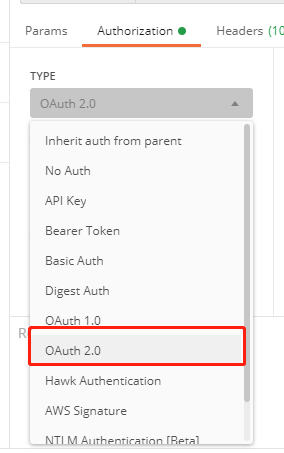 Params Authorization Headers (10
TYPE
OAuth 2.0
Inherit auth from parent
No Auth
API Key
Bearer Token
Basic Auth
Digest Auth
OAuth 1.0
OAuth 2.0
Hawk Authentication
AWS Signature
NTLM Authentication [Beta]